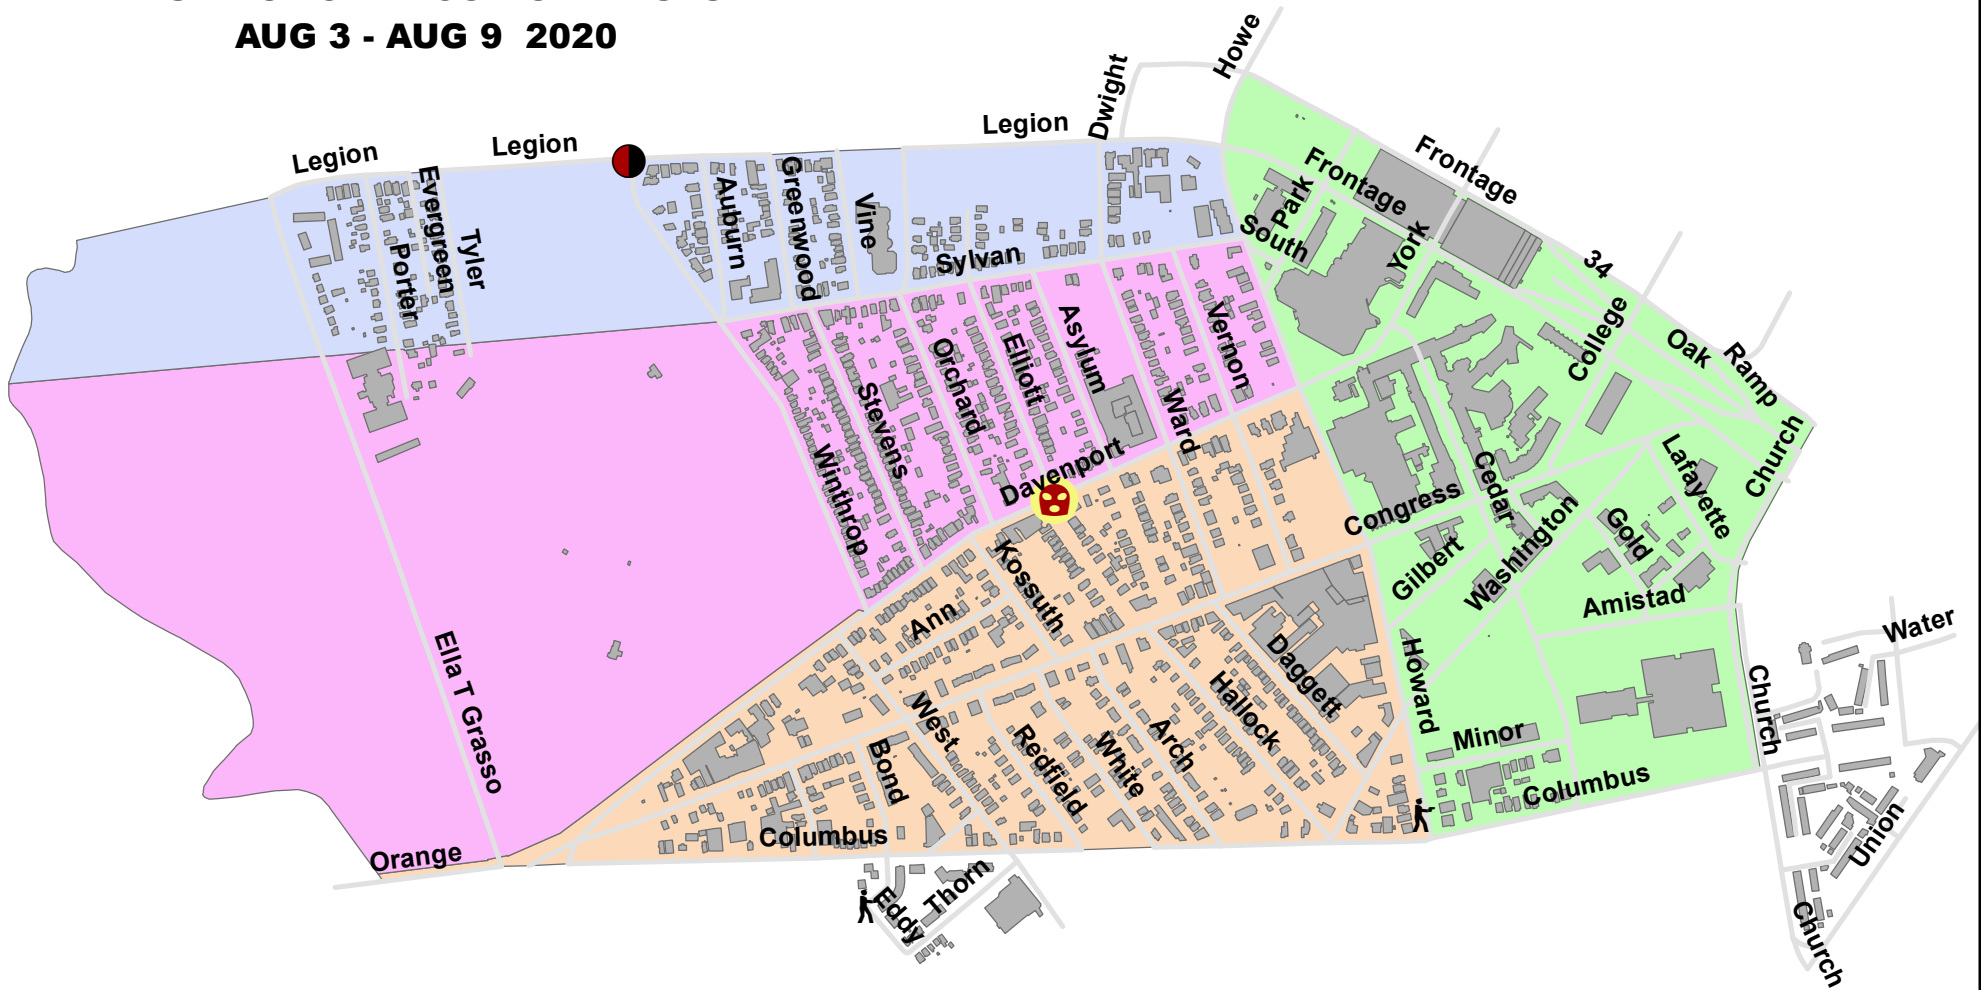 AUG 3 - AUG 9 2020
Howe
Dwight
Legion
Legion
Legion
Frontage
Frontage
Evergreen
Porter
Tyler
Auburn
Greenwood
Vine
Sylvan
Park
South
York
34
College
Oak
Ramp
Church
Vernon
Asylum
Elliott
Orchard
Stevens
Winthrop
Ward
Davenport
Congress
Cedar
Lafayette
Gold
Washington
Gilbert
Amistad
Kossuth
Ann
Ella T Grasso
Daggett
Howard
Hallock
Arch
White
Redfield
West
Bond
Minor
Columbus
Columbus
Orange
Eddy
Thorn
Water
Church
Union
Church